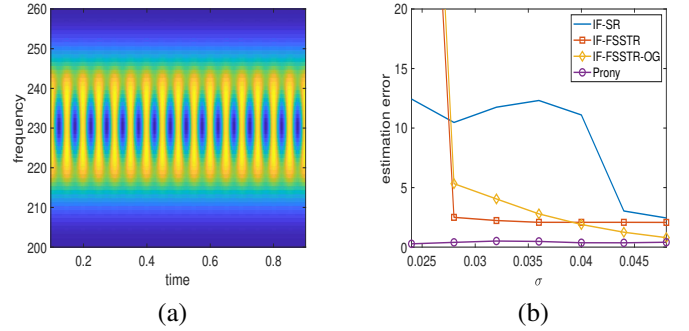 260
250
240
230
220
210
200
frequency
0.2
0.4
0.6
0.8
time
(a)
20
15
10
5
0
estimation error
0.025
0.03
0.035
0.04
0.045
σ
IF-SR
IF-FSSTR
IF-FSSTR-OG
Prony
(b)